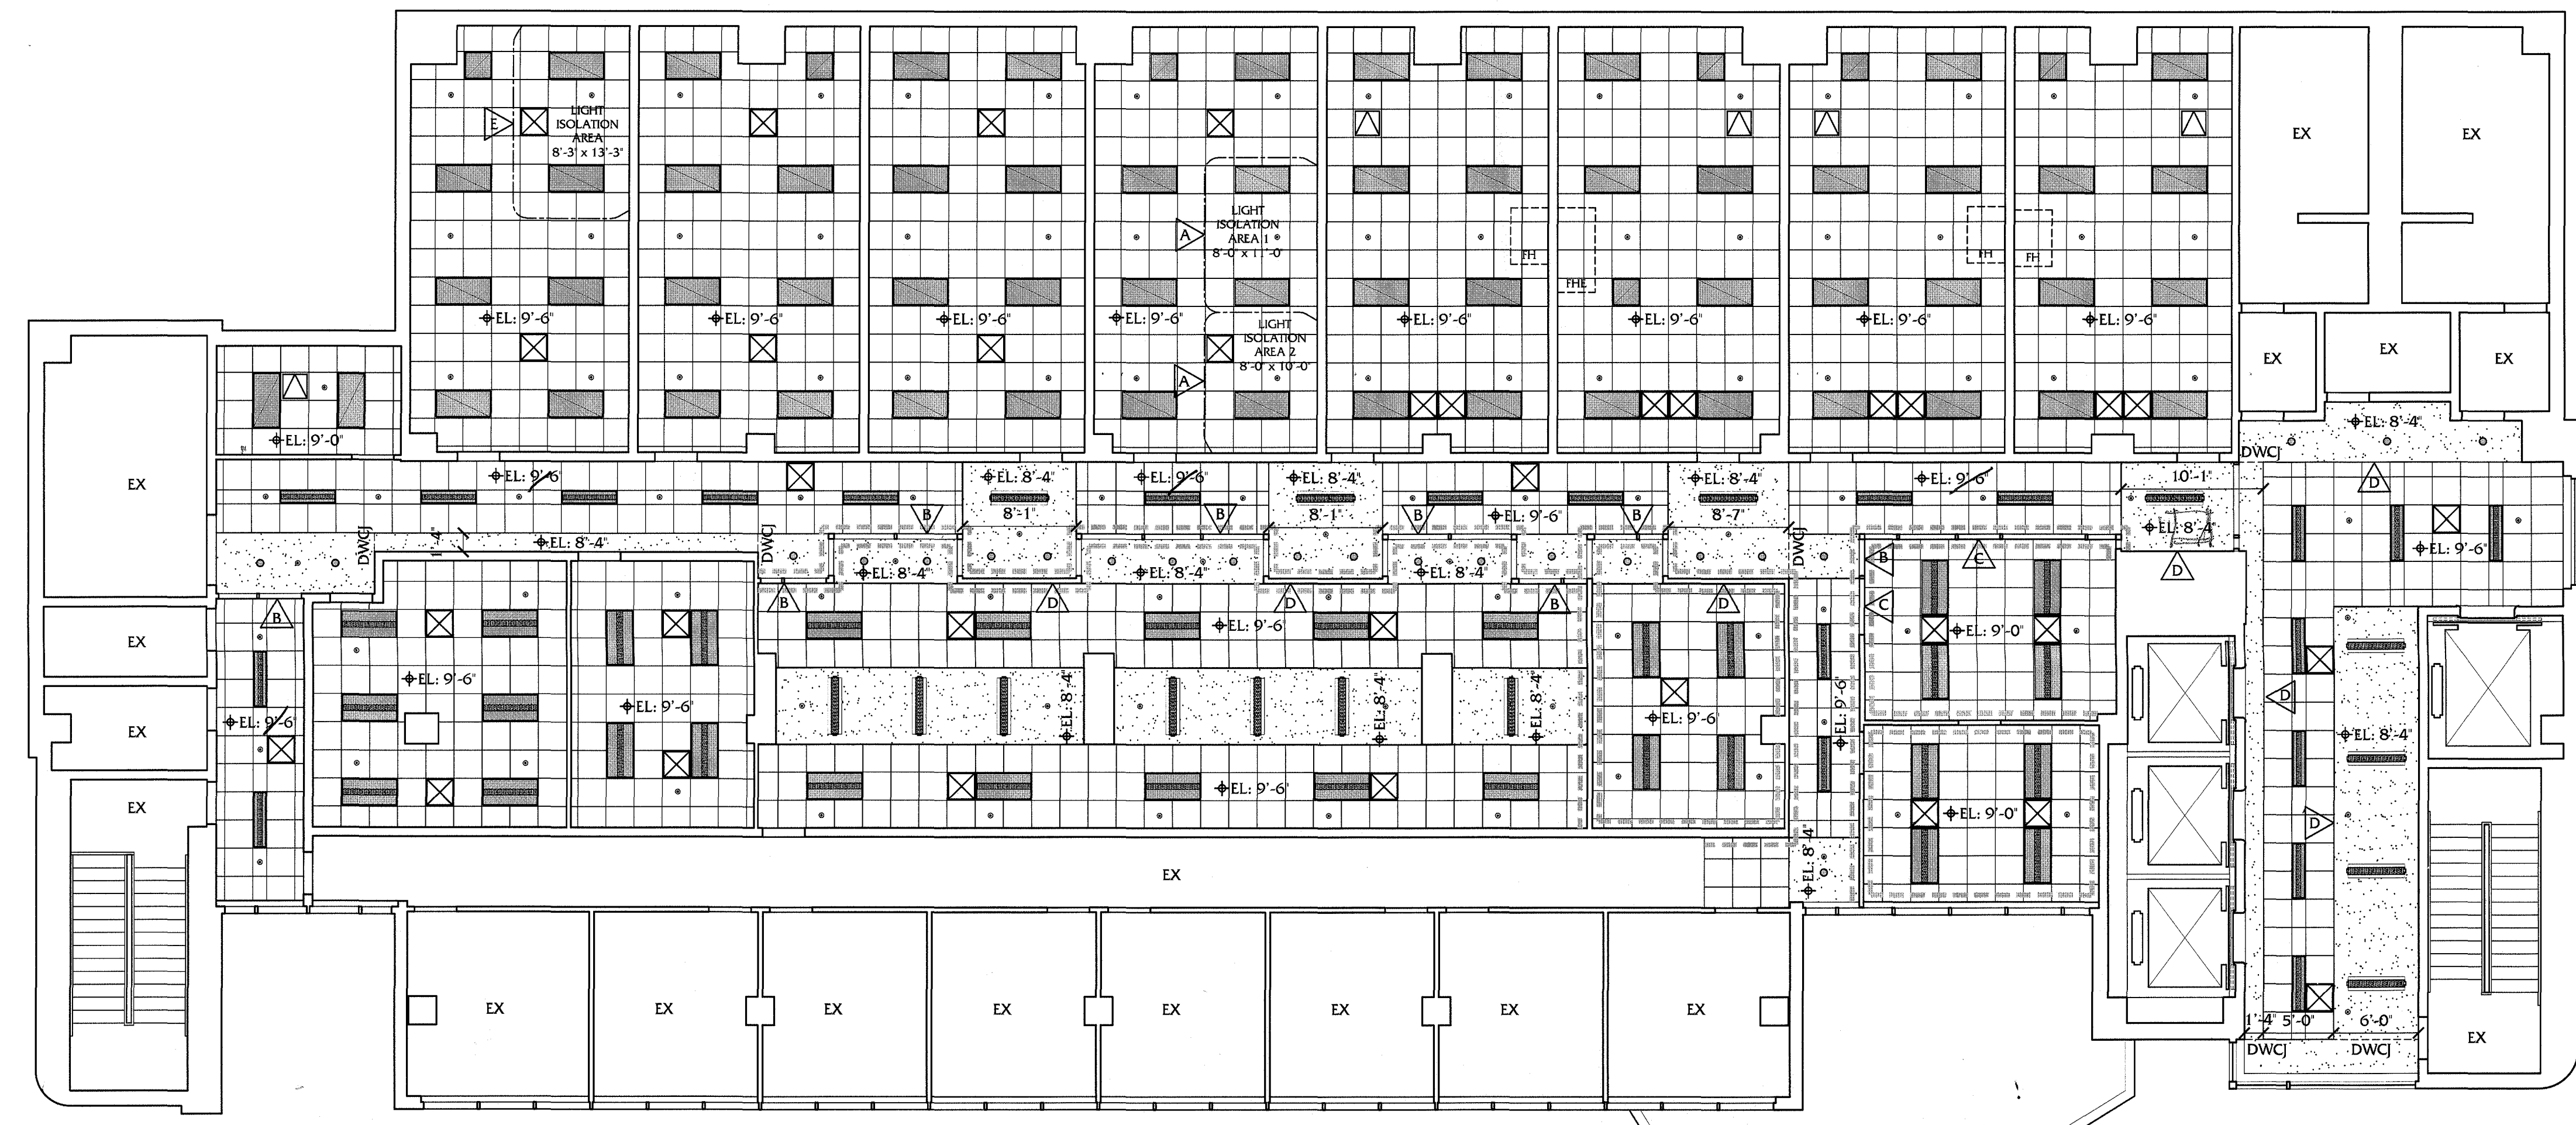 LIGHT
ISOLATION
AREA
8'-3" x 13'-3"
E
EX
EX
LIGHT
ISOLATION
AREA 1
8'-0" x 11'-0"
A
FH
FHE
FH
FH
EL: 9'-6"
EL: 9'-6"
EL: 9'-6"
EL: 9'-6"
EL: 9'-6"
EL: 9'-6"
EL: 9'-6"
EL: 9'-6"
LIGHT
ISOLATION
AREA 2
8'-0" x 10'-0"
A
EX
EX
EX
EL: 9'-0"
EL: 8'-4"
DWCJ
EX
EL: 9'-6"
EL: 8'-4"
EL: 9'-6"
EL: 8'-4"
EL: 8'-4"
EL: 9'-6"
10'-1"
D
B
8'-1"
B
8'-1"
B
EL: 9'-6"
B
8'-7"
EL: 8'-4"
1'-4"
EL: 8'-4"
DWCJ
DWCJ
DWCJ
EL: 8'-4"
EL: 8'-4"
EL: 8'-4"
B
C
D
EL: 9'-6"
B
B
D
D
B
D
C
EX
EL: 9'-6"
EL: 9'-0"
EL: 9'-6"
EL: 9'-6"
EL: 8'-4"
EL: 8'-4"
EL: 8'-4"
EL: 9'-6"
EL: 9'-6"
D
EX
EL: 9'-6"
EL: 8'-4"
EX
EL: 9'-6"
EL: 9'-0"
D
EL: 8'-4"
EX
EX
EX
EX
EX
EX
EX
EX
EX
EX
1'-4"
5'-0"
6'-0"
EX
DWCJ
DWCJ